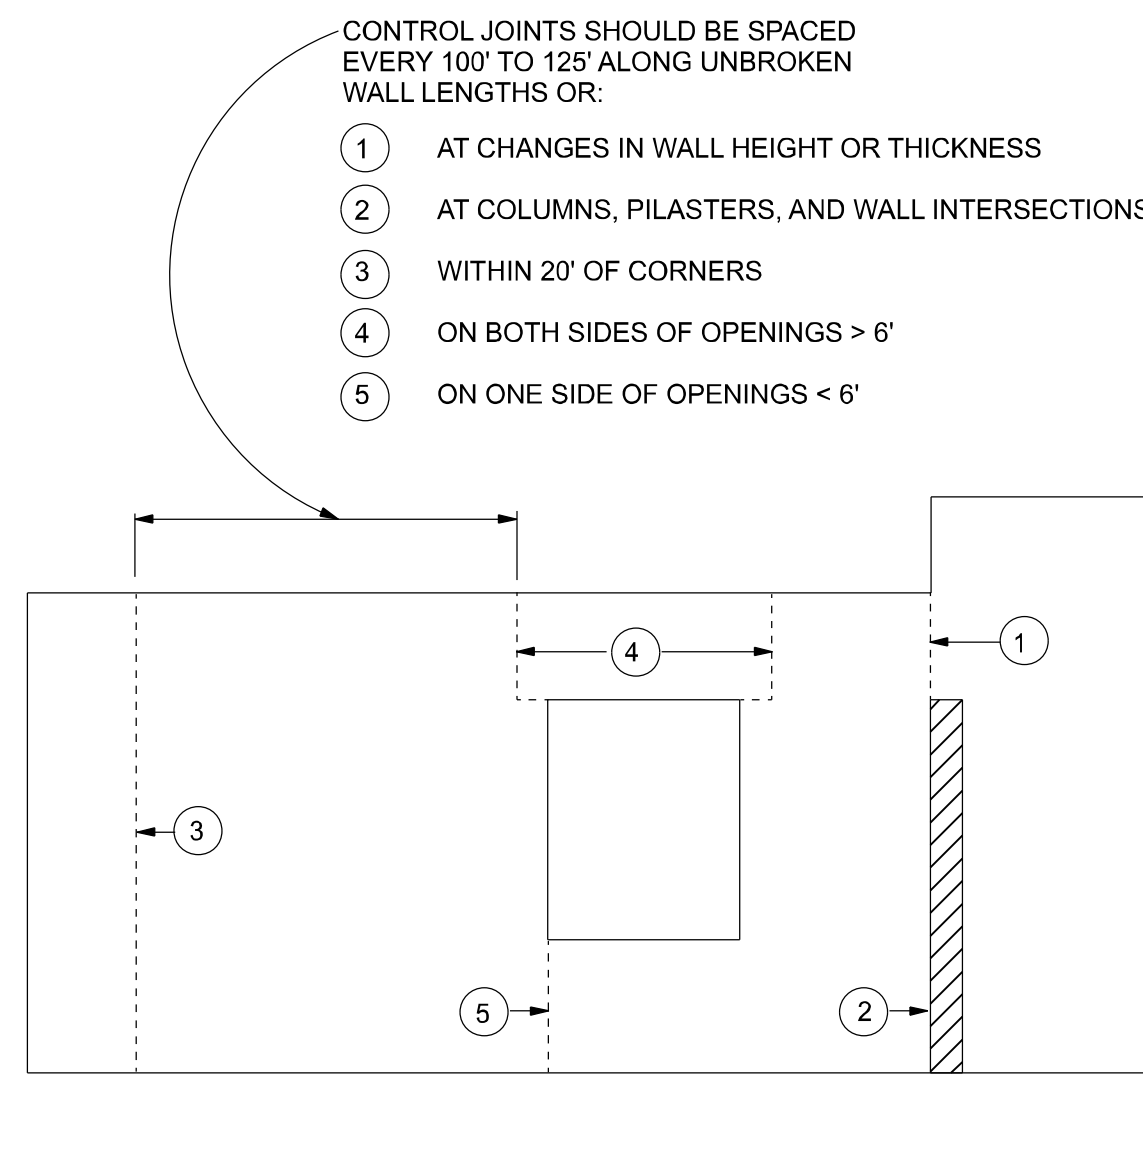 CONTROL JOINTS SHOULD BE SPACED
EVERY 100' TO 125' ALONG UNBROKEN
WALL LENGTHS OR:
1 AT CHANGES IN WALL HEIGHT OR THICKNESS
2 AT COLUMNS, PILASTERS, AND WALL INTERSECTIONS
3 WITHIN 20' OF CORNERS
4 ON BOTH SIDES OF OPENINGS > 6'
5 ON ONE SIDE OF OPENINGS < 6'
4
1
3
5
2